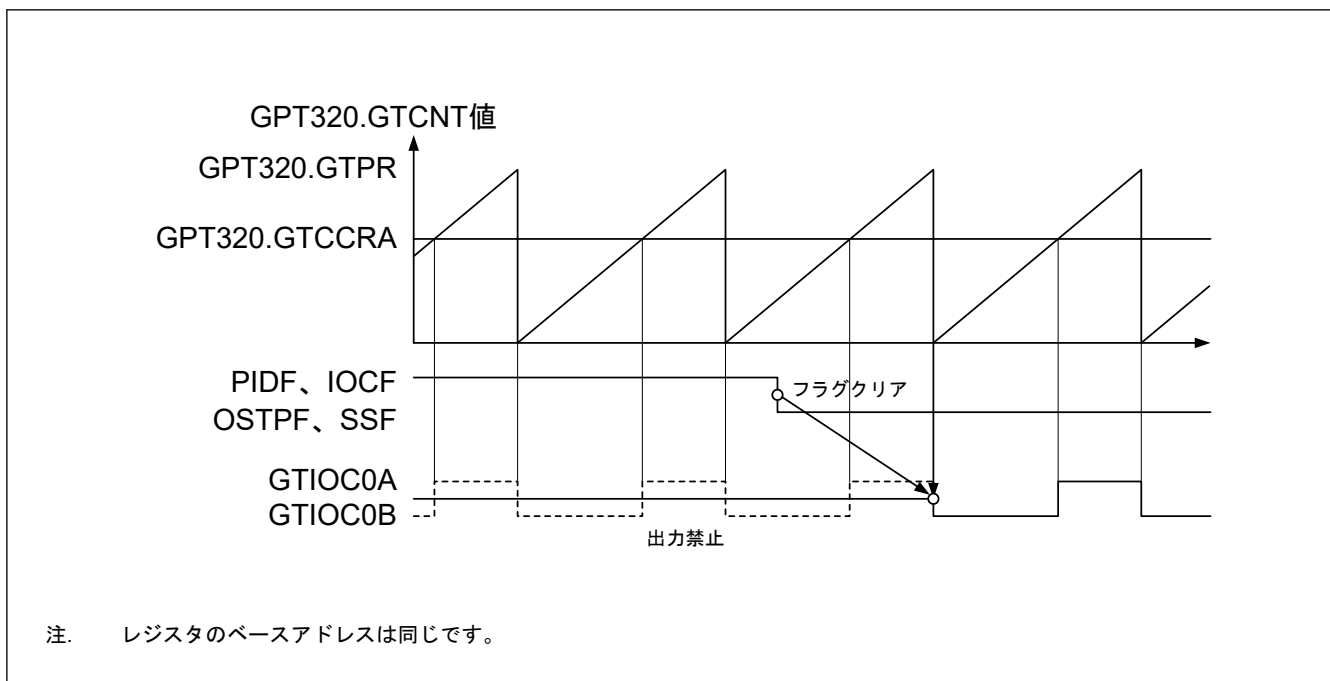 GPT320.GTCNT値
GPT320.GTPR
GPT320.GTCCRA
PIDF、IOCF
フラグクリア
OSTPF、SSF
GTIOC0A
GTIOC0B
出力禁止
注. レジスタのベースアドレスは同じです。